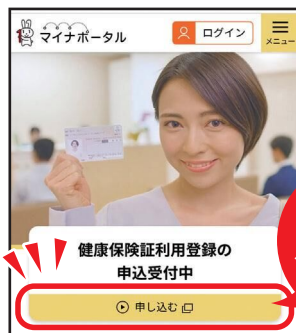 マイナポータル
ログイン
メニュー
健康保険証利用登録の
申込受付中
申し込む